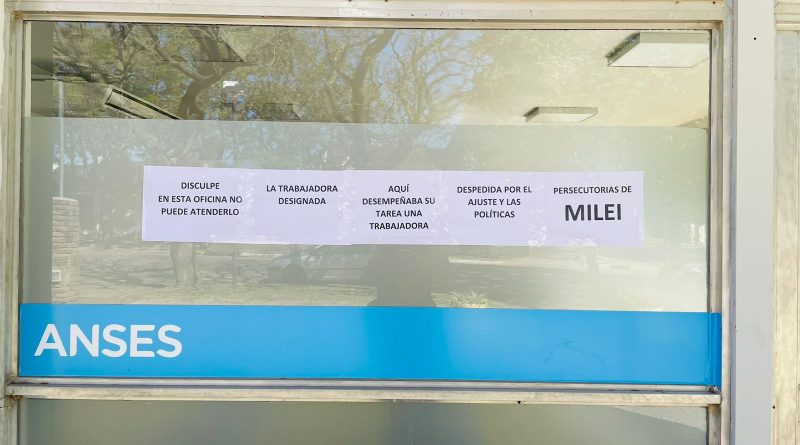 DISCULPE
EN ESTA OFICINA NO
PUEDE ATENDERLO
LA TRABAJADORA
DESIGNADA
AQUÍ
DESEMPEÑABA SU
TAREA UNA
TRABAJADORA
DESPEDIDA POR EL
AJUSTE Y LAS
POLÍTICAS
PERSECUTORIAS DE
MILEI
ANSES